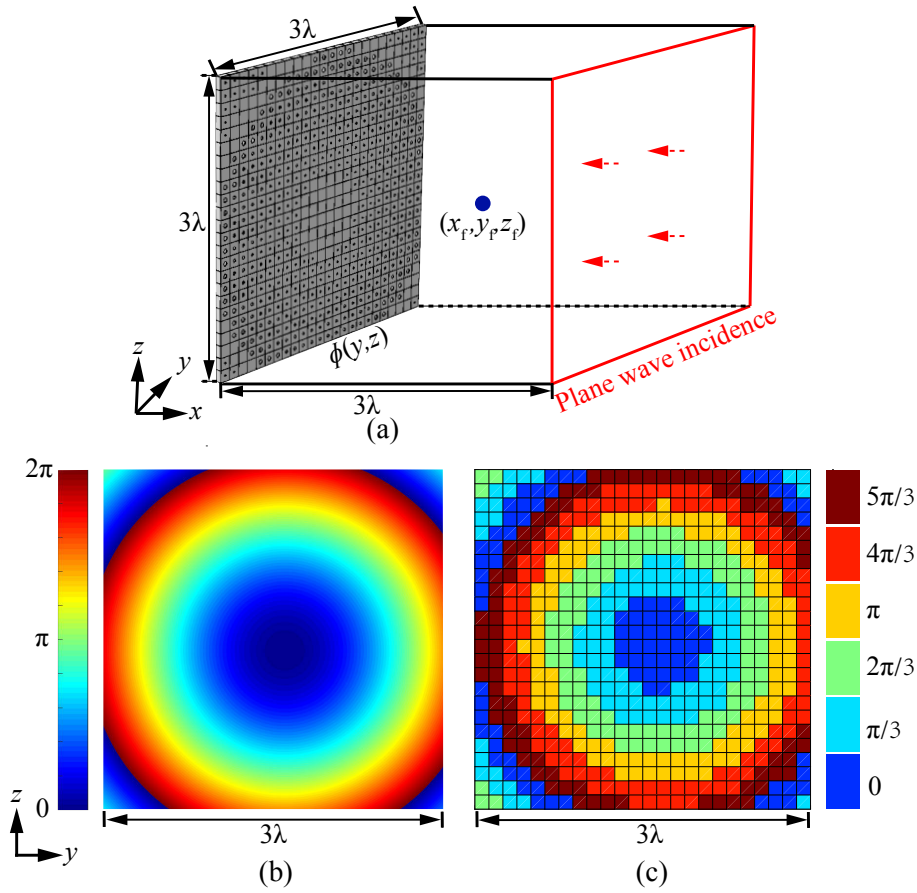 3λ
3λ
(x_f,y_f,z_f)
ϕ(y,z)
Plane wave incidence
z
y
x
3λ
(a)
2π
π
0
5π/3
4π/3
π
2π/3
π/3
0
z
y
3λ
3λ
(b)
(c)